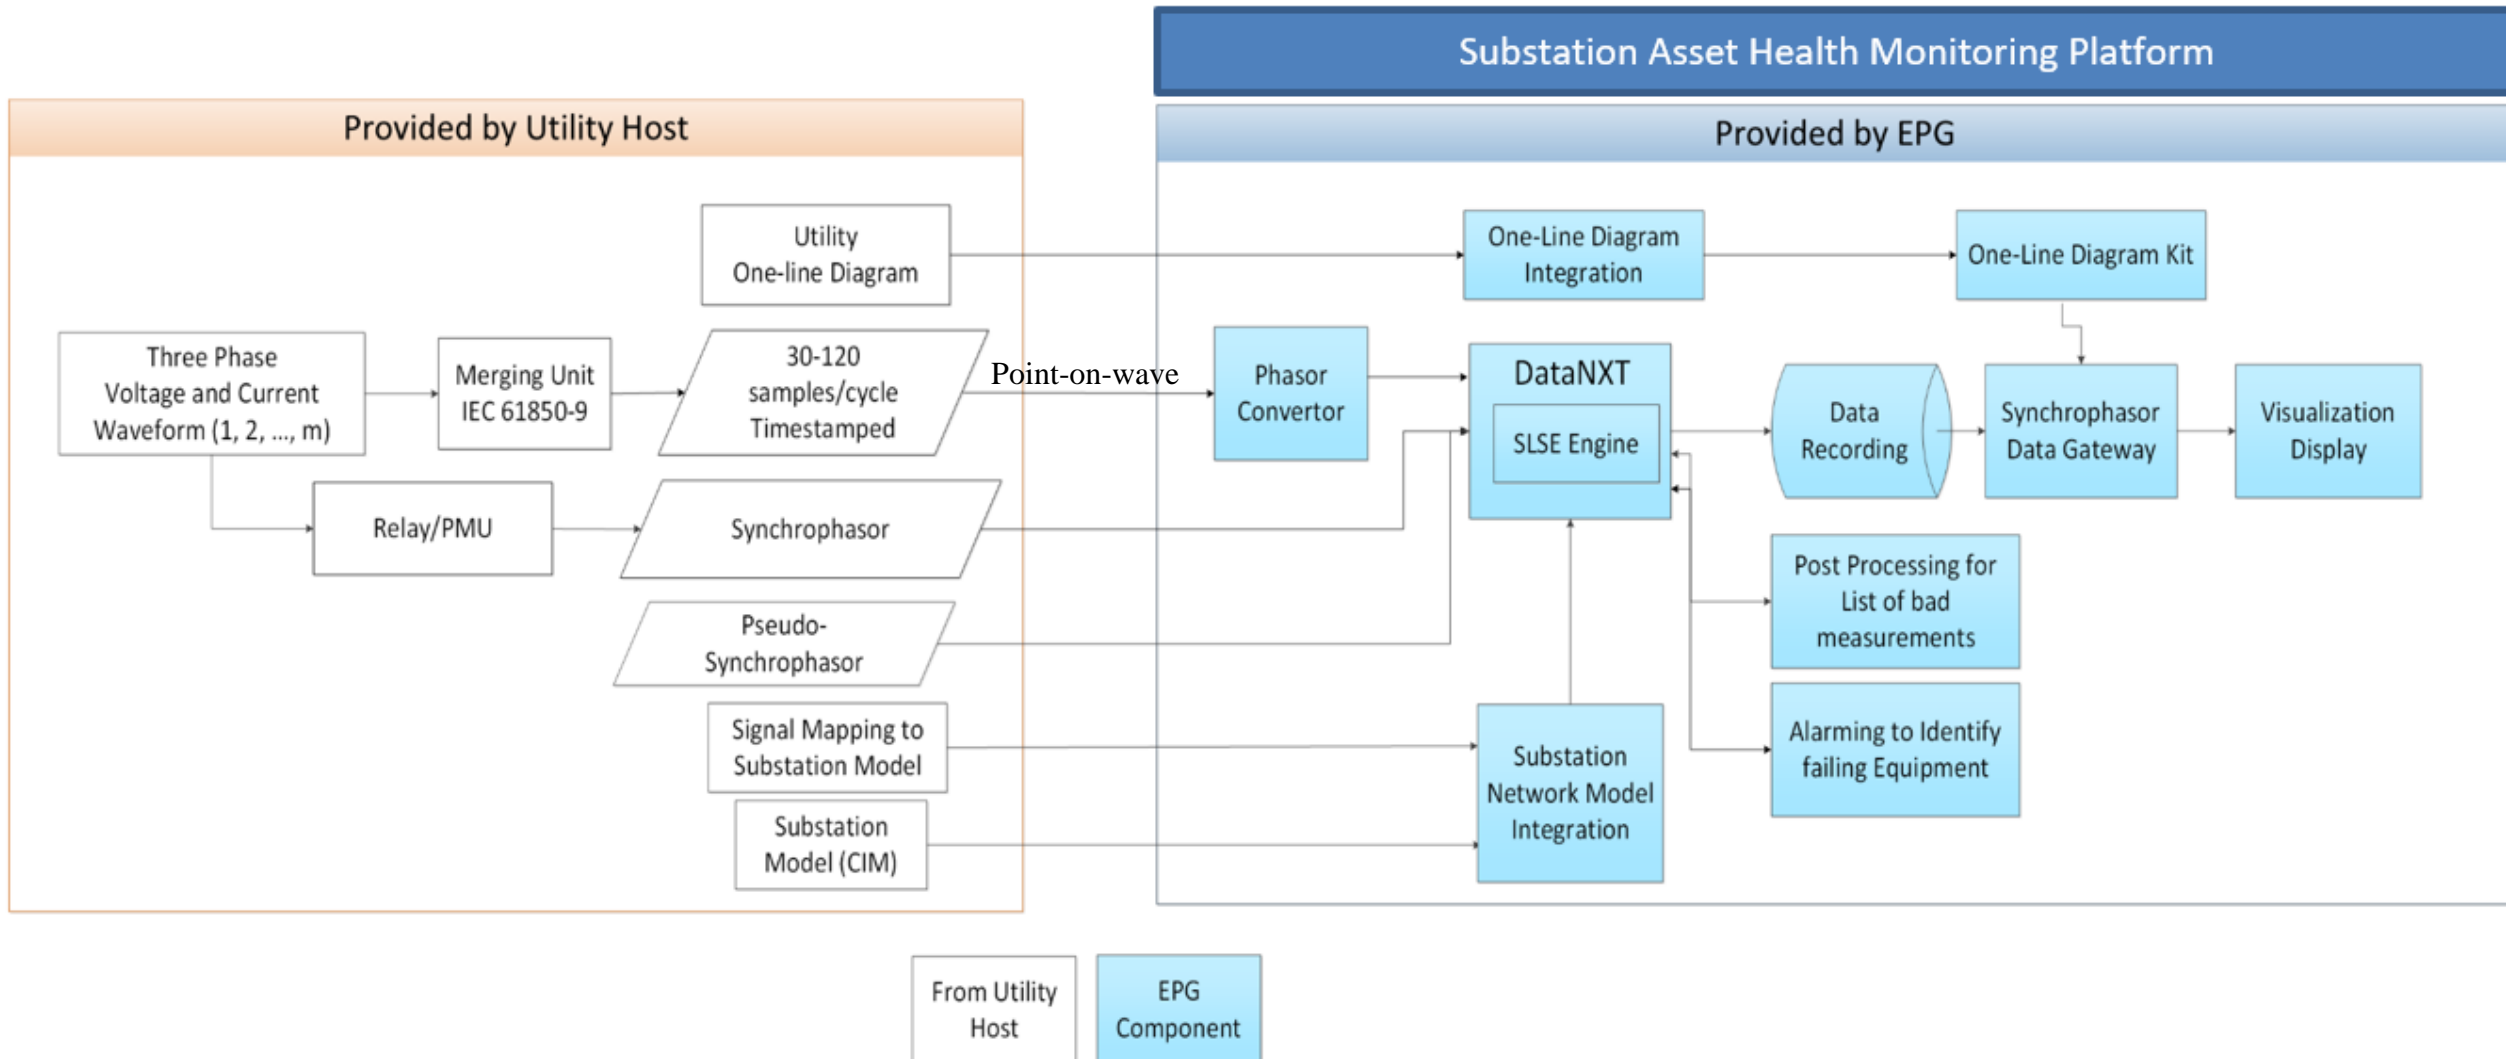 Substation Asset Health Monitoring Platform
Provided by Utility Host
Provided by EPG
Utility
One-line Diagram
One-Line Diagram
Integration
One-Line Diagram Kit
Three Phase
Voltage and Current
Waveform (1, 2, ..., m)
Merging Unit
IEC 61850-9
30-120
samples/cycle
Timestamped
Point-on-wave
Phasor
Convertor
DataNXT
SLSE Engine
Data
Recording
Synchrophasor
Data Gateway
Visualization
Display
Relay/PMU
Synchrophasor
Post Processing for
List of bad
measurements
Pseudo-
Synchrophasor
Signal Mapping to
Substation Model
Substation
Network Model
Integration
Alarming to Identify
failing Equipment
Substation
Model (CIM)
From Utility
Host
EPG
Component